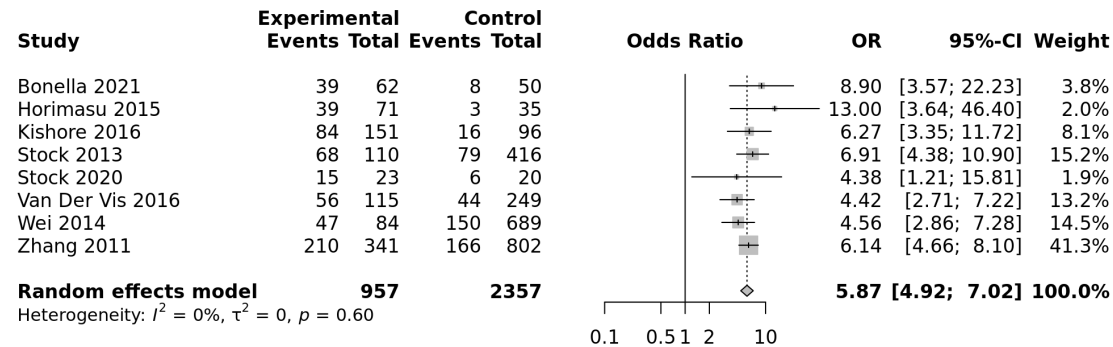 Experimental Control
Study Events Total Events Total Odds Ratio OR 95%-CI Weight
Bonella 2021 39 62 8 50 8.90 [3.57; 22.23] 3.8%
Horimasu 2015 39 71 3 35 13.00 [3.64; 46.40] 2.0%
Kishore 2016 84 151 16 96 6.27 [3.35; 11.72] 8.1%
Stock 2013 68 110 79 416 6.91 [4.38; 10.90] 15.2%
Stock 2020 15 23 6 20 4.38 [1.21; 15.81] 1.9%
Van Der Vis 2016 56 115 44 249 4.42 [2.71; 7.22] 13.2%
Wei 2014 47 84 150 689 4.56 [2.86; 7.28] 14.5%
Zhang 2011 210 341 166 802 6.14 [4.66; 8.10] 41.3%
Random effects model 957 2357 5.87 [4.92; 7.02] 100.0%
Heterogeneity: I² = 0%, τ² = 0, p = 0.60
0.1 0.5 1 2 10